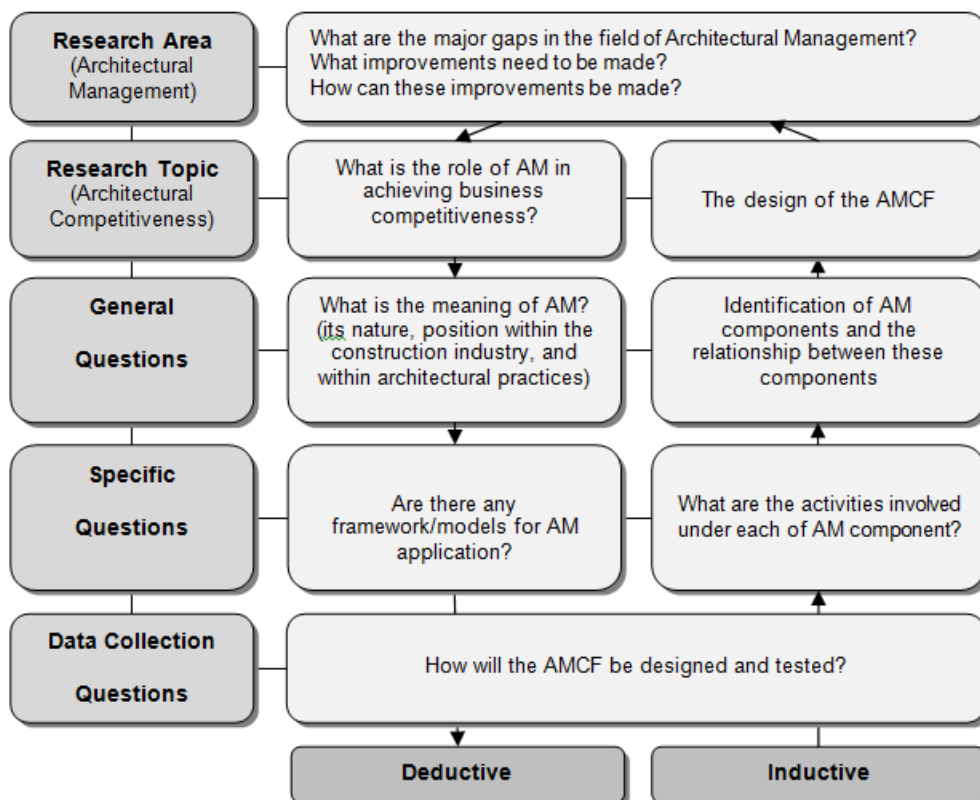 Research Area
(Architectural
Management)
What are the major gaps in the field of Architectural Management?
What improvements need to be made?
How can these improvements be made?
Research Topic
(Architectural
Competitiveness)
What is the role of AM in
achieving business
competitiveness?
The design of the AMCF
General
Questions
What is the meaning of AM?
(its nature, position within the
construction industry, and
within architectural practices)
Identification of AM
components and the
relationship between these
components
Specific
Questions
Are there any
framework/models for AM
application?
What are the activities involved
under each of AM component?
Data Collection
Questions
How will the AMCF be designed and tested?
Deductive
Inductive